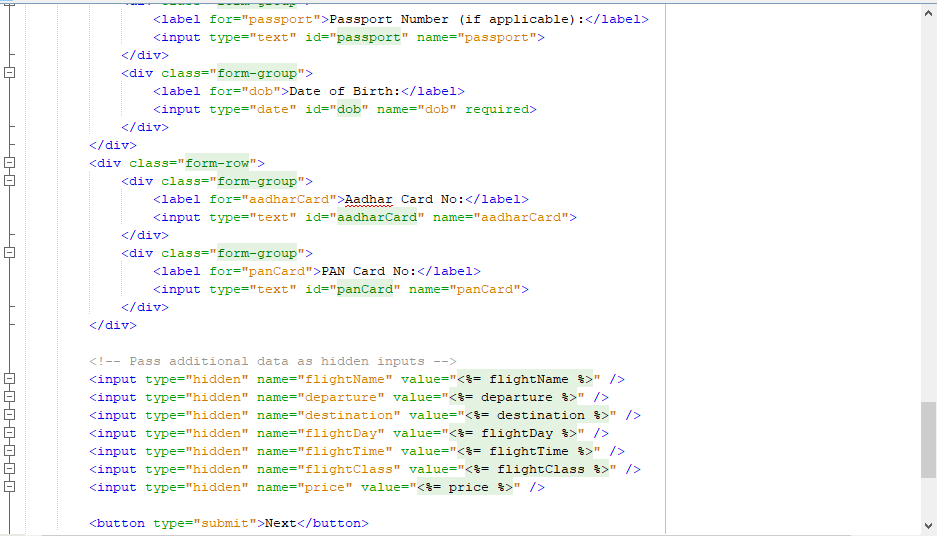 <div class="form-group">
<label for="passport">Passport Number (if applicable):</label>
<input type="text" id="passport" name="passport">
</div>
<div class="form-group">
<label for="dob">Date of Birth:</label>
<input type="date" id="dob" name="dob" required>
</div>
</div>
<div class="form-row">
<div class="form-group">
<label for="aadharCard">Aadhar Card No:</label>
<input type="text" id="aadharCard" name="aadharCard">
</div>
<div class="form-group">
<label for="panCard">PAN Card No:</label>
<input type="text" id="panCard" name="panCard">
</div>
</div>
<!-- Pass additional data as hidden inputs -->
<input type="hidden" name="flightName" value="<%= flightName %>" />
<input type="hidden" name="departure" value="<%= departure %>" />
<input type="hidden" name="destination" value="<%= destination %>" />
<input type="hidden" name="flightDay" value="<%= flightDay %>" />
<input type="hidden" name="flightTime" value="<%= flightTime %>" />
<input type="hidden" name="flightClass" value="<%= flightClass %>" />
<input type="hidden" name="price" value="<%= price %>" />
<button type="submit">Next</button>